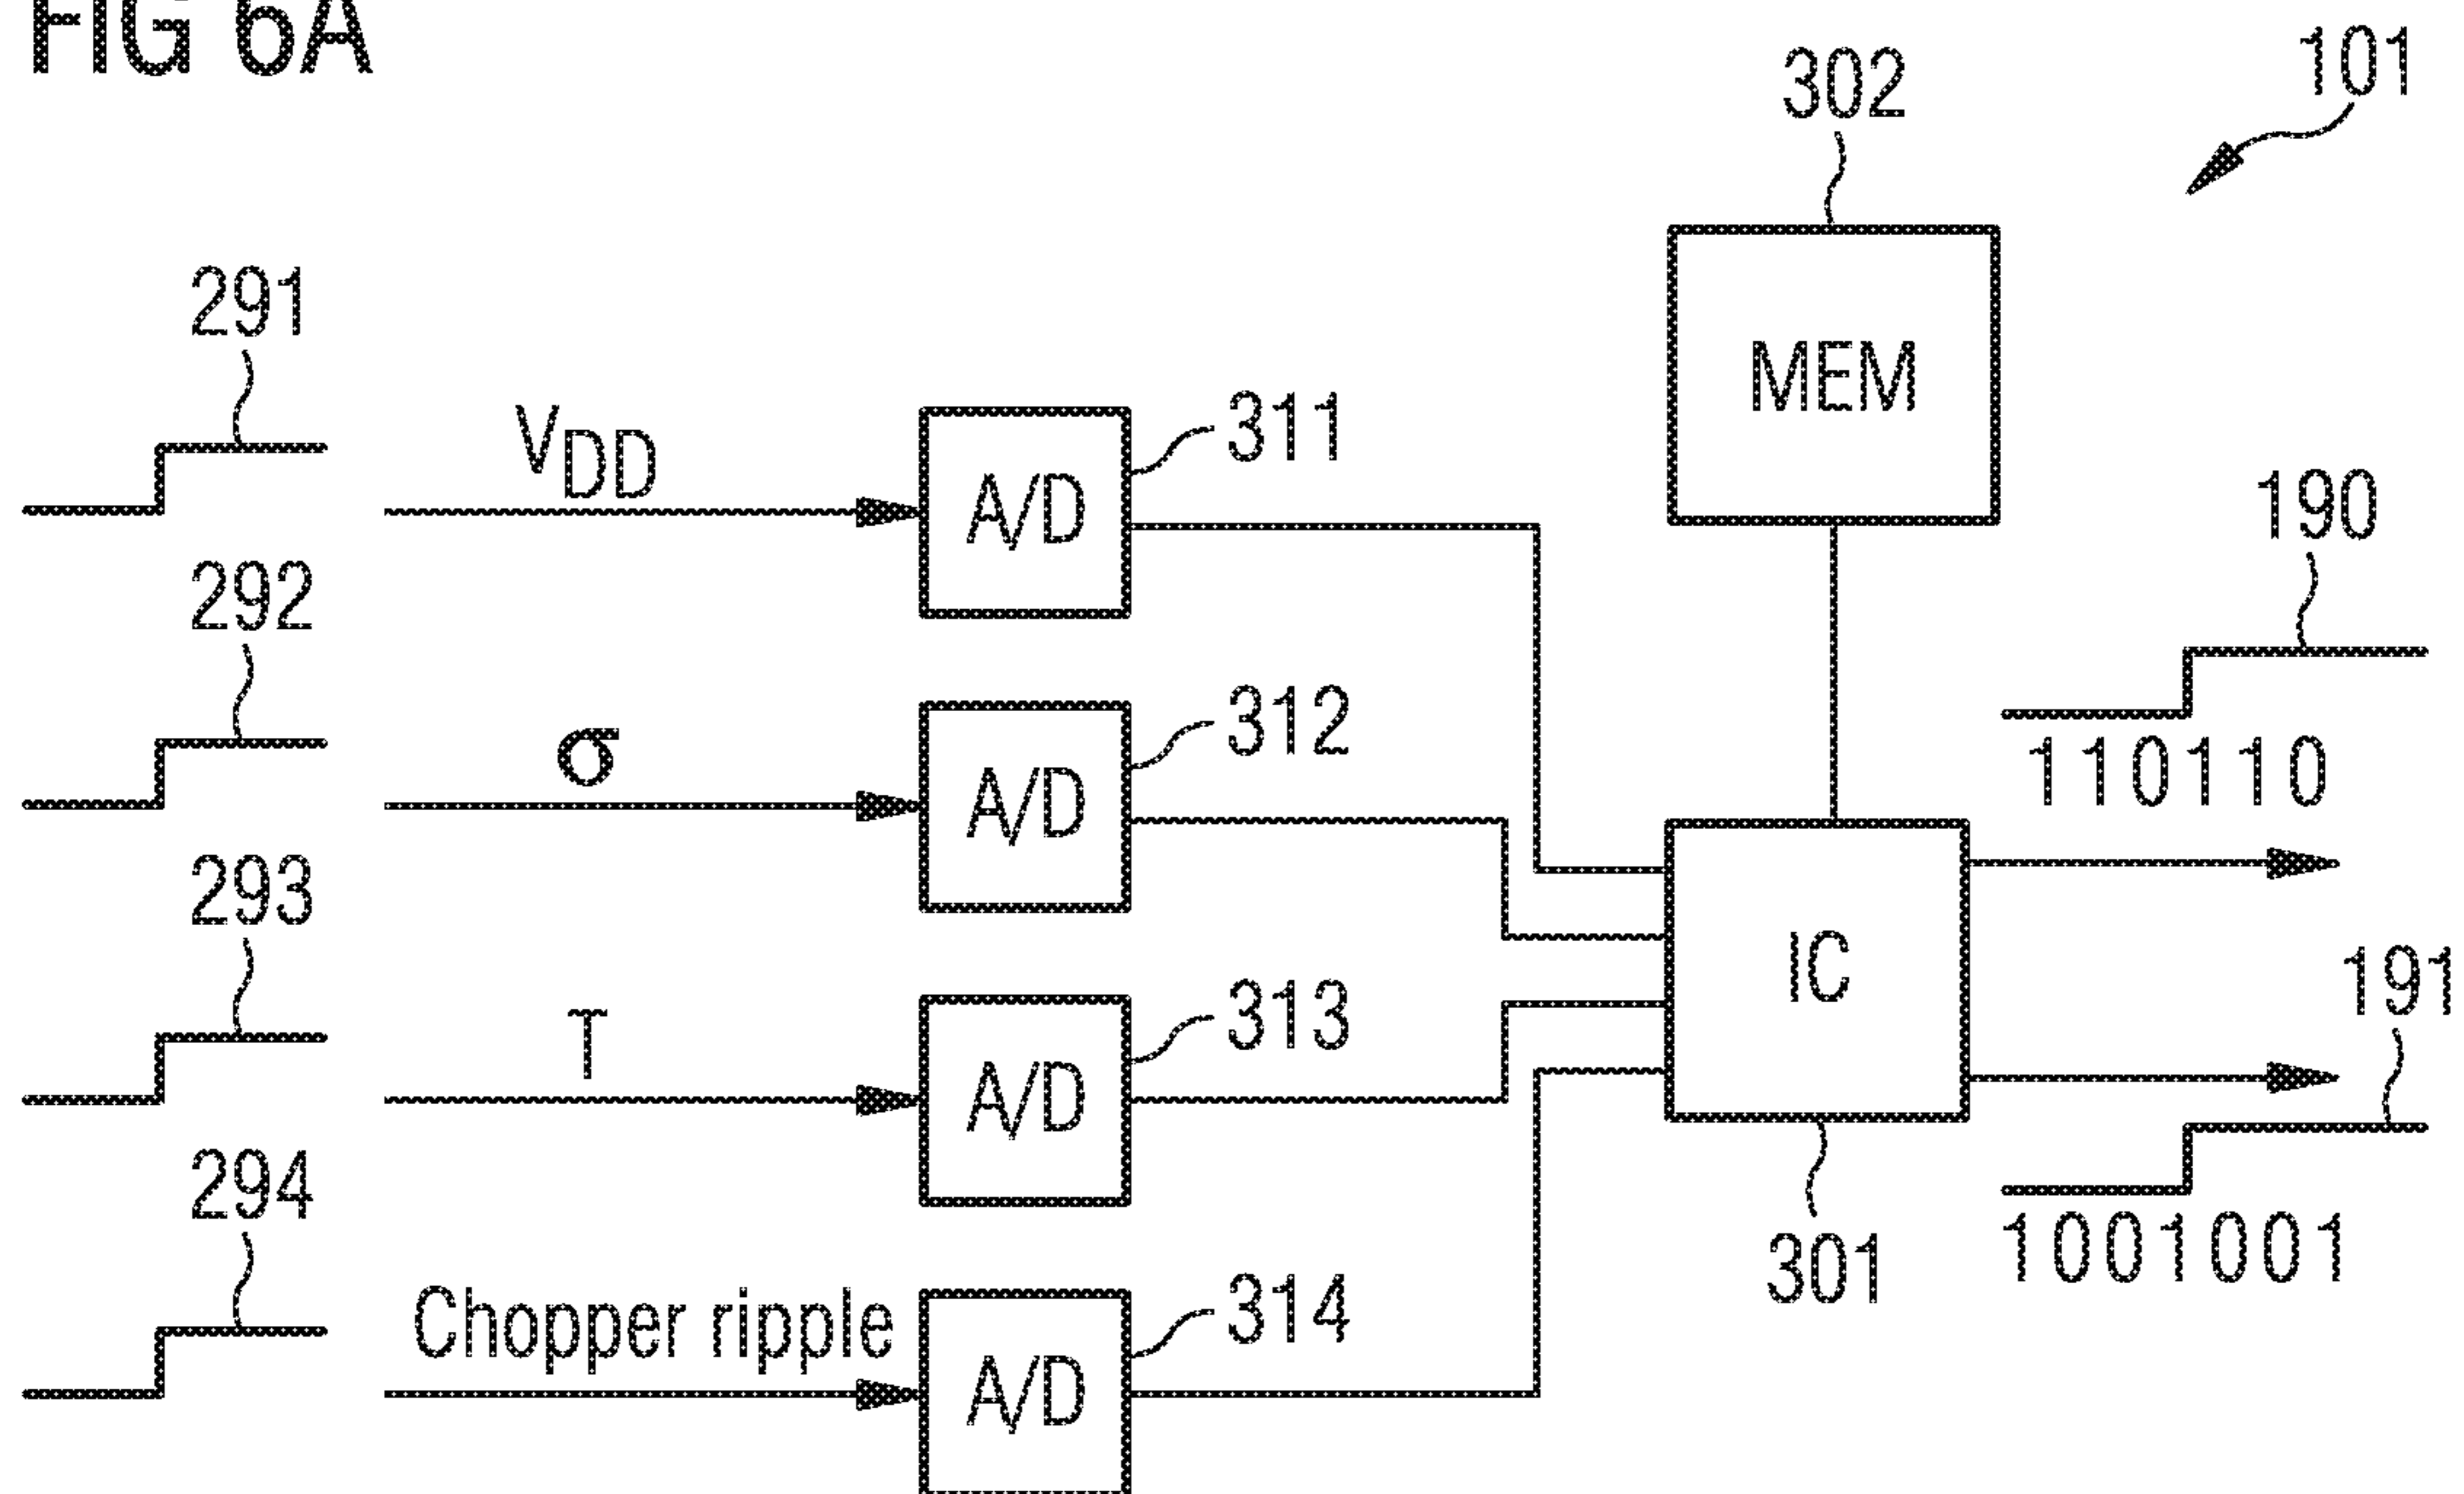 FIG 6A
101
302
MEM
291
V_DD
A/D
311
190
110110
292
σ
A/D
312
293
T
A/D
313
IC
301
191
1001001
294
Chopper ripple
A/D
314